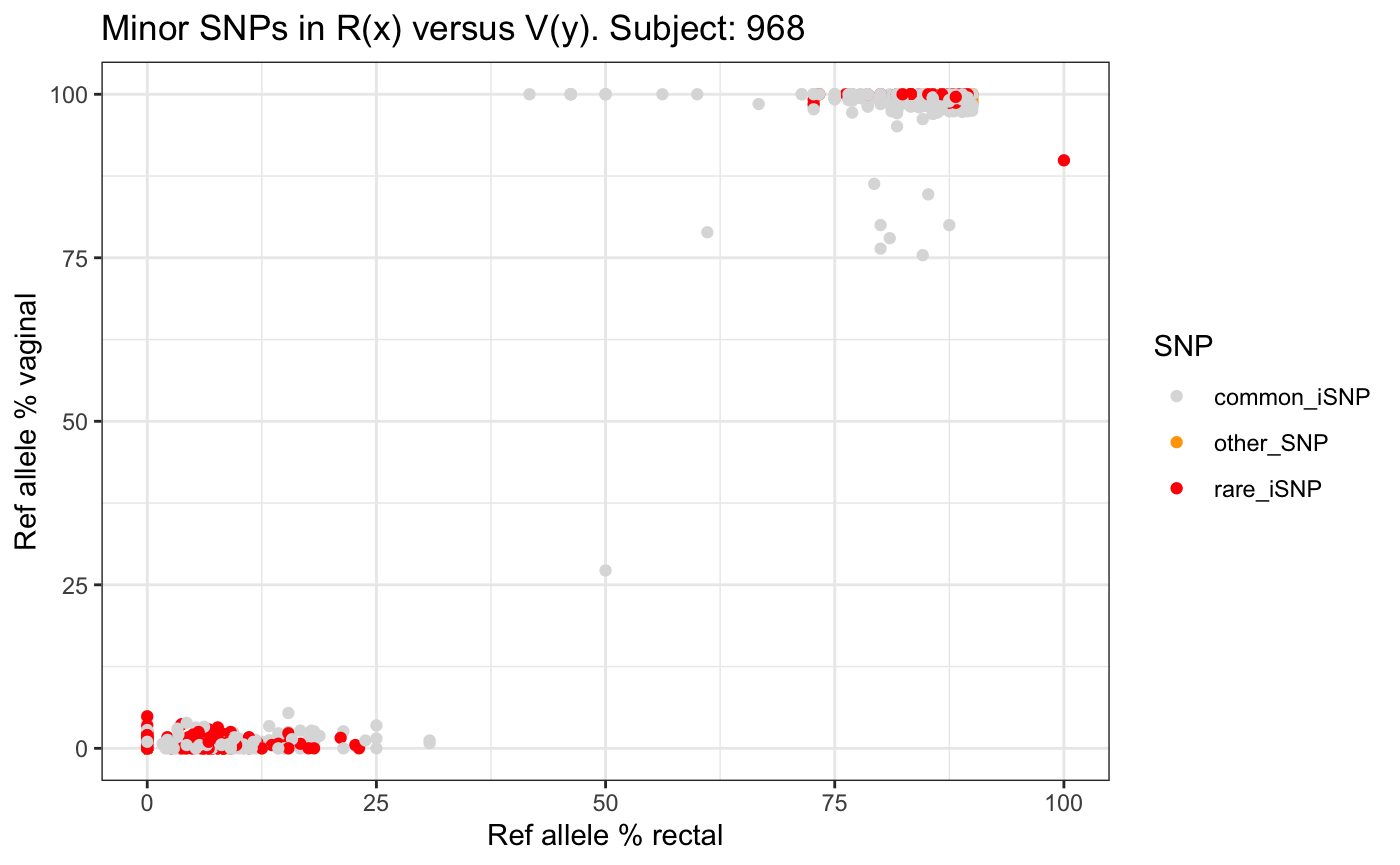 Minor SNPs in R(x) versus V(y). Subject: 968
Ref allele % vaginal
100
75
50
25
0
0 25 50 75 100
Ref allele % rectal
SNP
common_iSNP
other_SNP
rare_iSNP